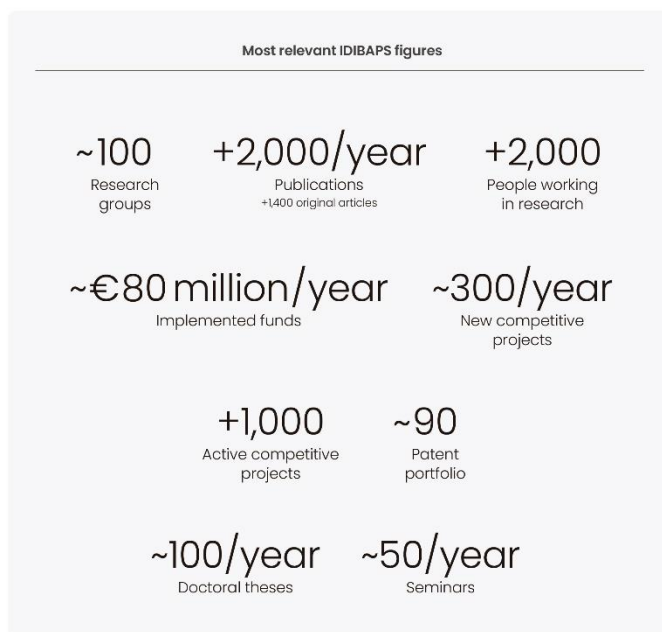 Most relevant IDIBAPS figures
~100
Research
groups
+2,000/year
Publications
+1,400 original articles
+2,000
People working
in research
~€80 million/year
Implemented funds
~300/year
New competitive
projects
+1,000
Active competitive
projects
~90
Patent
portfolio
~100/year
Doctoral theses
~50/year
Seminars